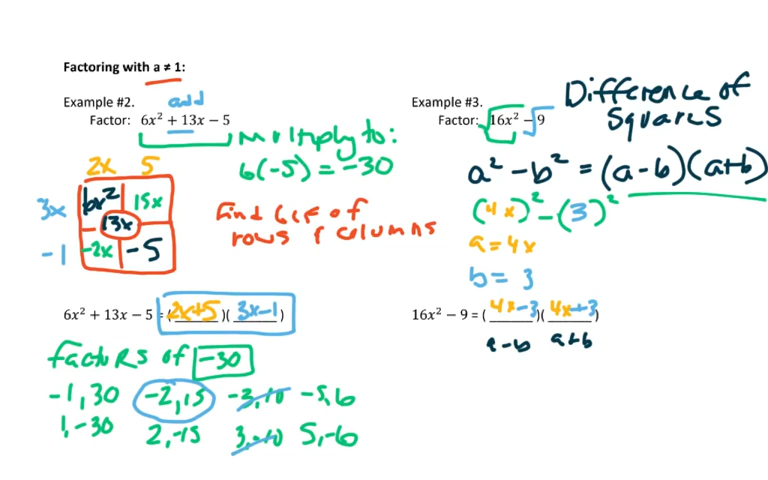 Factoring with a ≠ 1:
Example #2.
add
Factor: 6x² + 13x − 5
multiply to:
6(-5) = -30
2x 5
3x 6x² 15x
13x
-1 -2x -5
Find GCF of
rows & columns
6x² + 13x − 5 = (2x+5)(3x-1)
Factors of -30
-1, 30 -2, 15 -3, 10 -5, 6
1, -30 2, -15 3, -10 5, -6
Example #3.
Factor: 16x² − 9
Difference of
Squares
a² - b² = (a-b)(a+b)
(4x)² - (3)²
a = 4x
b = 3
16x² − 9 = (4x-3)(4x+3)
a-b a+b